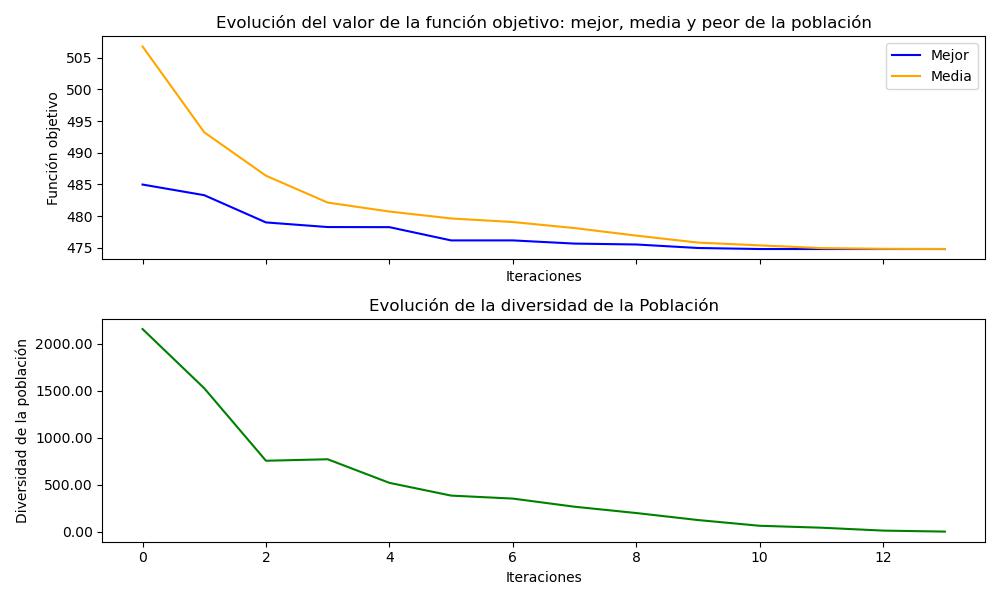 Evolución del valor de la función objetivo: mejor, media y peor de la población
Mejor
Media
Función objetivo
505
500
495
490
485
480
475
Iteraciones
Evolución de la diversidad de la Población
Diversidad de la población
2000.00
1500.00
1000.00
500.00
0.00
0 2 4 6 8 10 12
Iteraciones